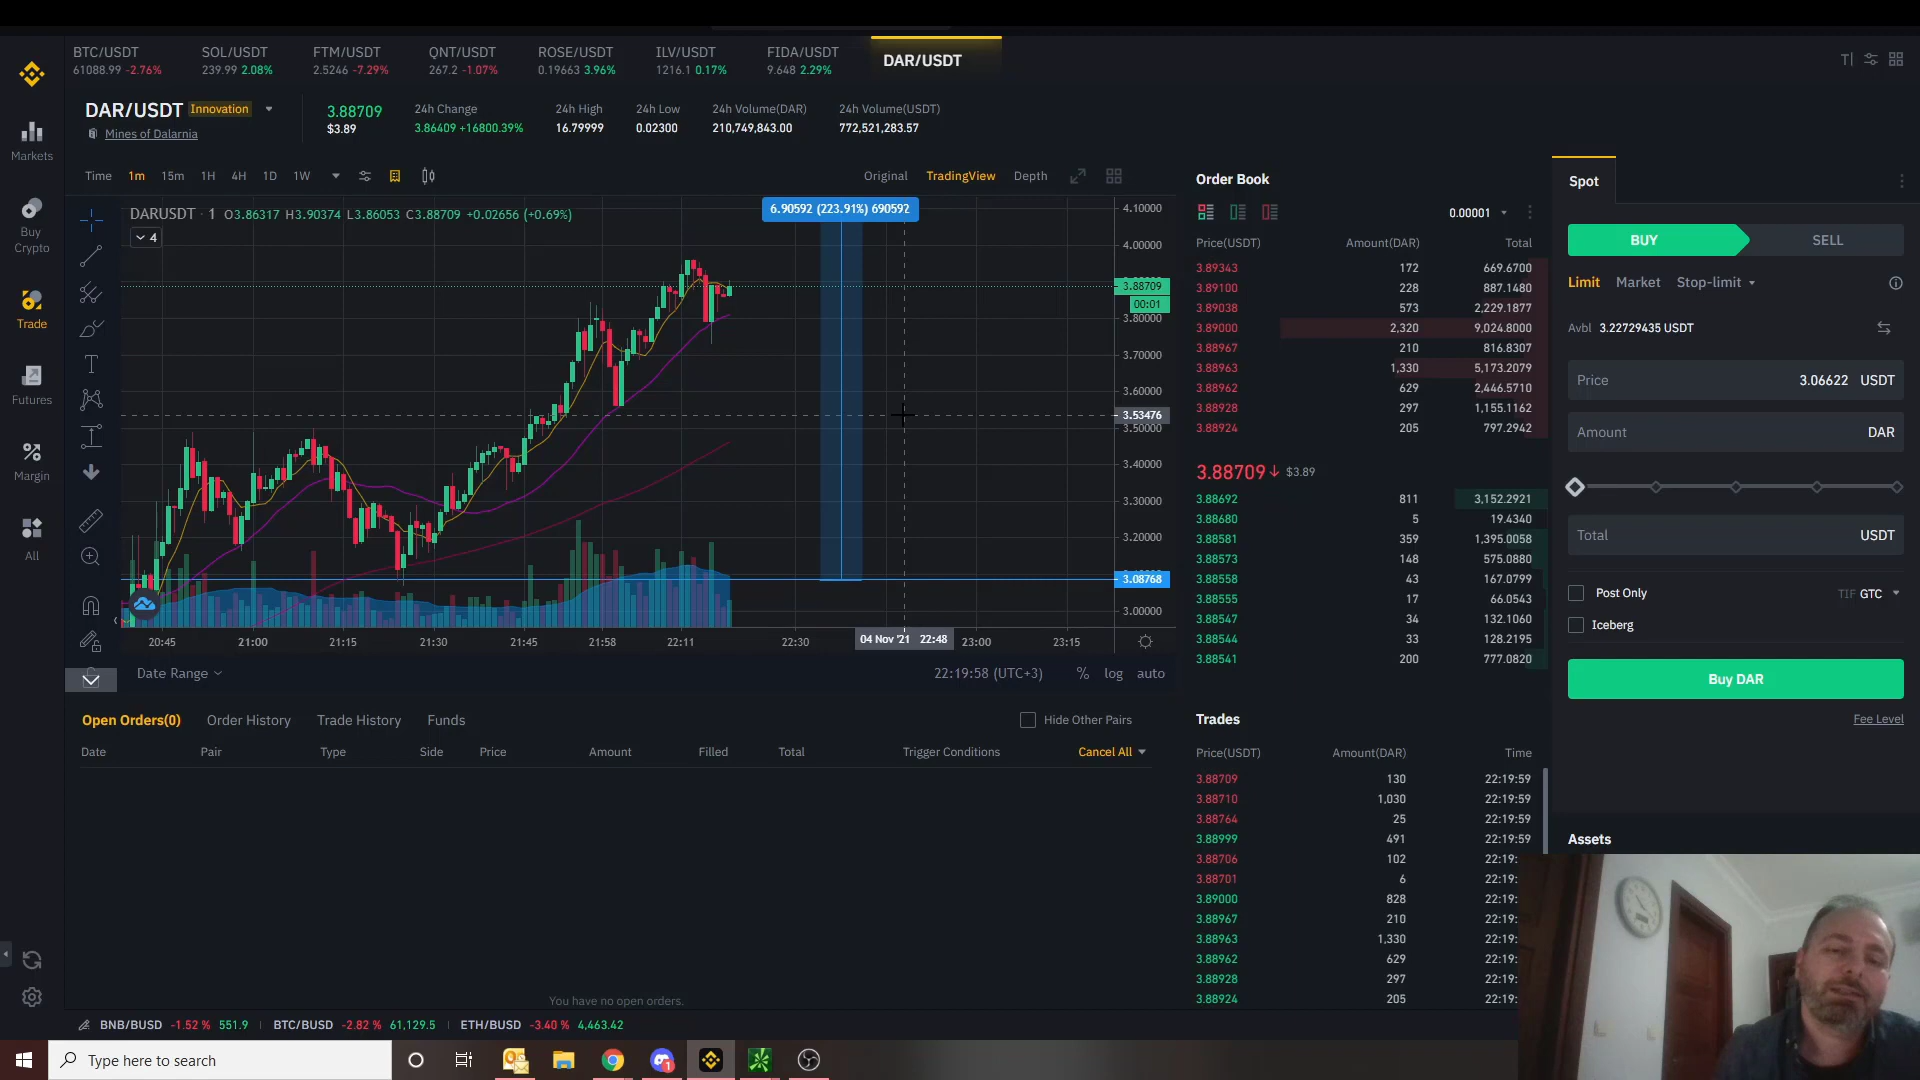 BTC/USDT SOL/USDT FTM/USDT QNT/USDT ROSE/USDT ILV/USDT FIDA/USDT DAR/USDT
61088.99 -2.76% 239.99 2.08% 2.5246 -7.29% 267.2 -1.07% 0.19663 3.96% 1216.1 0.17% 9.648 2.29%
DAR/USDT Innovation
Mines of Dalarnia
3.88709 24h Change 24h High 24h Low 24h Volume(DAR) 24h Volume(USDT)
$3.89 3.86409 +16800.39% 16.79999 0.02300 210,749,843.00 772,521,283.57
Markets
Buy
Crypto
Trade
Futures
Margin
All
Time 1m 15m 1H 4H 1D 1W Original TradingView Depth
DARUSDT · 1 O3.86317 H3.90374 L3.86053 C3.88709 +0.02656 (+0.69%)
4
6.90592 (223.91%) 690592
4.10000
4.00000
3.88709
00:01
3.80000
3.70000
3.60000
3.53476
3.50000
3.40000
3.30000
3.20000
3.08768
3.00000
20:45 21:00 21:15 21:30 21:45 21:58 22:11 22:30 04 Nov '21 22:48 23:00 23:15
Date Range 22:19:58 (UTC+3) % log auto
Open Orders(0) Order History Trade History Funds Hide Other Pairs
Date Pair Type Side Price Amount Filled Total Trigger Conditions Cancel All
You have no open orders.
Order Book
0.00001
Price(USDT) Amount(DAR) Total
3.89343 172 669.6700
3.89100 228 887.1480
3.89038 573 2,229.1877
3.89000 2,320 9,024.8000
3.88967 210 816.8307
3.88963 1,330 5,173.2079
3.88962 629 2,446.5710
3.88928 297 1,155.1162
3.88924 205 797.2942
3.88709↓ $3.89
3.88692 811 3,152.2921
3.88680 5 19.4340
3.88581 359 1,395.0058
3.88573 148 575.0880
3.88558 43 167.0799
3.88555 17 66.0543
3.88547 34 132.1060
3.88544 33 128.2195
3.88541 200 777.0820
Trades
Price(USDT) Amount(DAR) Time
3.88709 130 22:19:59
3.88710 1,030 22:19:59
3.88764 25 22:19:59
3.88999 491 22:19:59
3.88706 102 22:19:
3.88701 6 22:19:
3.89000 828 22:19:
3.88967 210 22:19:
3.88963 1,330 22:19:
3.88962 629 22:19:
3.88928 297 22:19:
3.88924 205 22:19:
Spot
BUY SELL
Limit Market Stop-limit
Avbl 3.22729435 USDT
Price 3.06622 USDT
Amount DAR
Total USDT
Post Only TIF GTC
Iceberg
Buy DAR
Fee Level
Assets
BNB/BUSD -1.52 % 551.9 | BTC/BUSD -2.82 % 61,129.5 | ETH/BUSD -3.40 % 4,463.42
Type here to search